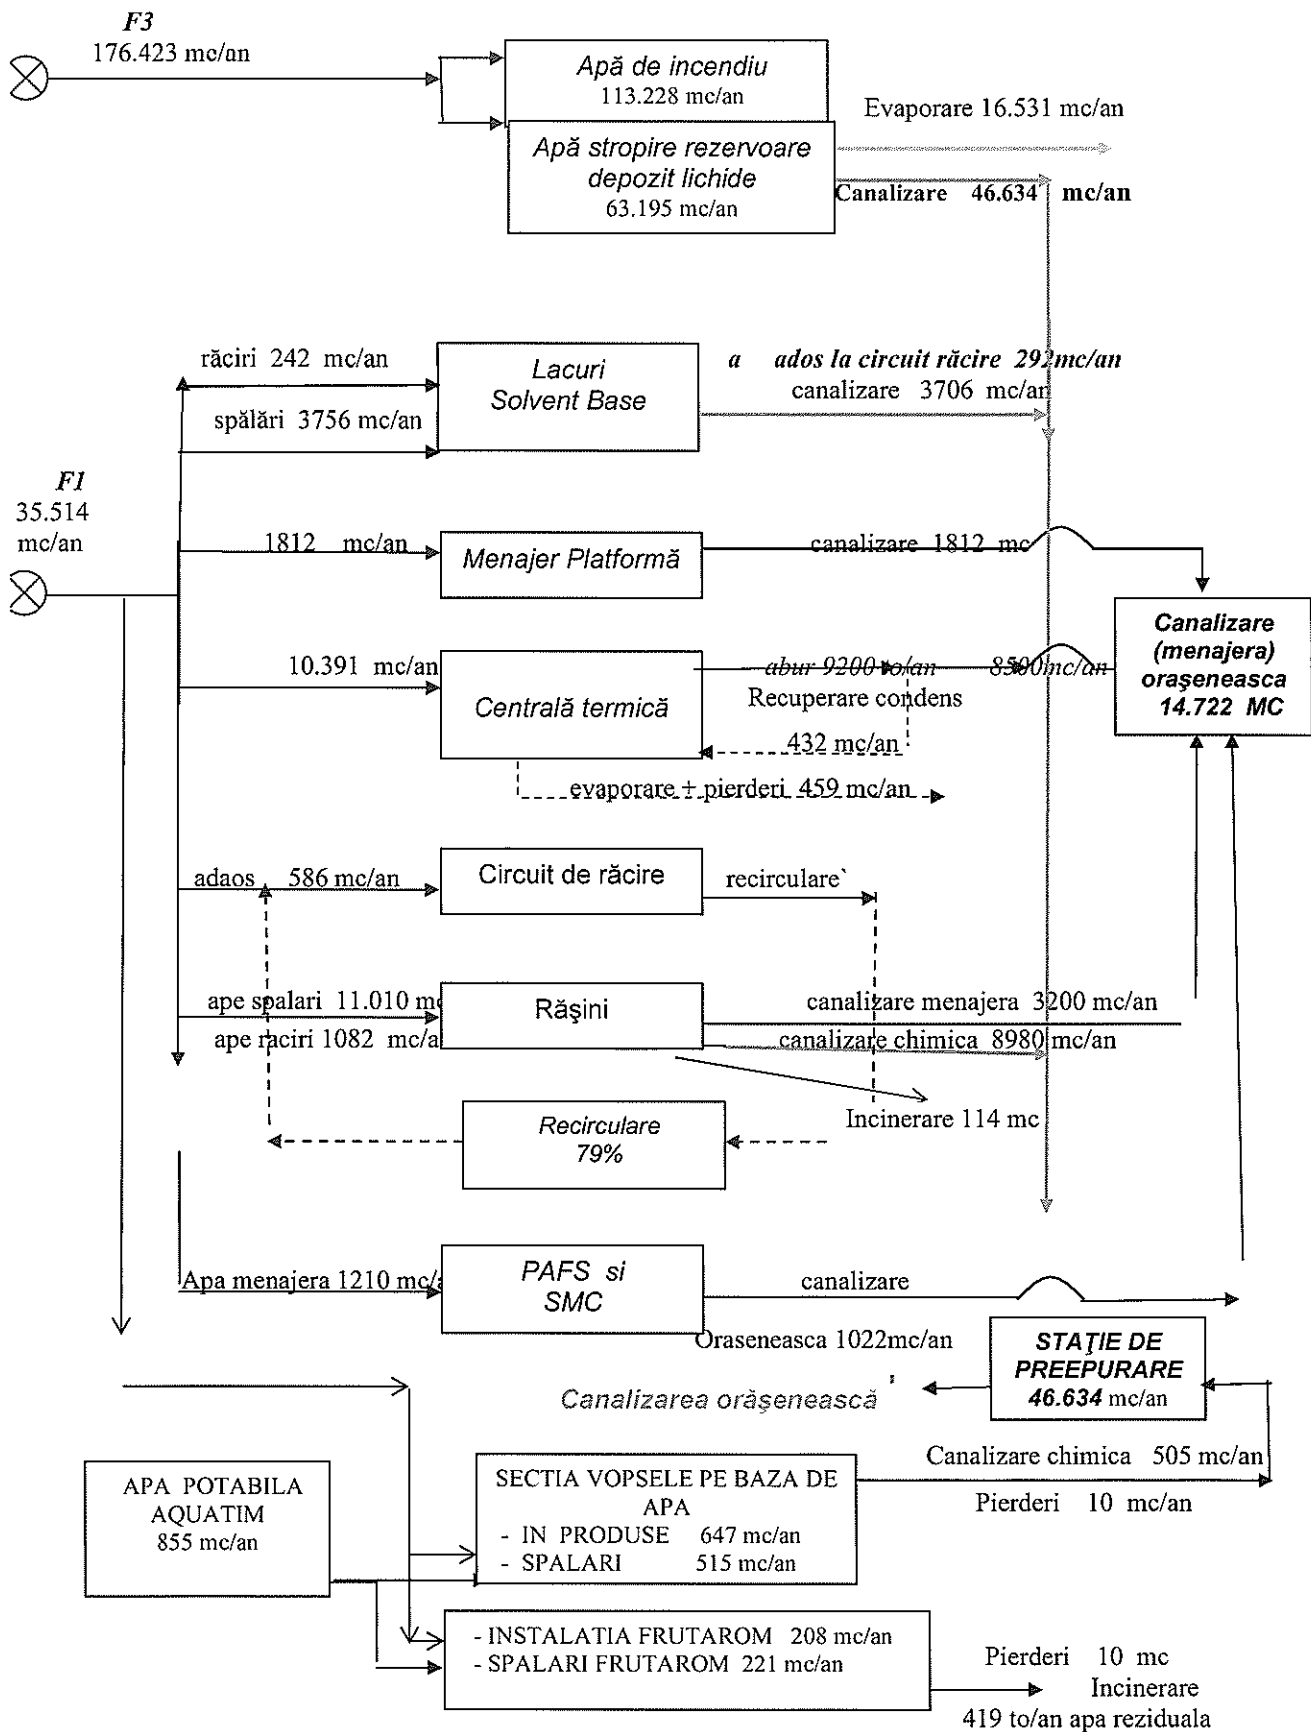 F3
176.423 mc/an
Apă de incendiu
113.228 mc/an
Evaporare 16.531 mc/an
Apă stropire rezervoare
depozit lichide
63.195 mc/an
Canalizare 46.634 mc/an
răciri 242 mc/an
Lacuri
Solvent Base
a ados la circuit răcire 292mc/an
canalizare 3706 mc/an
spălări 3756 mc/an
F1
35.514
mc/an
1812 mc/an
Menajer Platformă
canalizare 1812 mc
Canalizare
(menajera)
orașeneasca
14.722 MC
10.391 mc/an
Centrală termică
abur 9200 to/an 8500mc/an
Recuperare condens
432 mc/an
evaporare + pierderi 459 mc/an
adaos 586 mc/an
Circuit de răcire
recirculare`
ape spalari 11.010 mc
Rășini
canalizare menajera 3200 mc/an
ape raciri 1082 mc/a
canalizare chimica 8980 mc/an
Incinerare 114 mc
Recirculare
79%
Apa menajera 1210 mc/a
PAFS si
SMC
canalizare
Oraseneasca 1022mc/an
STAŢIE DE
PREEPURARE
46.634 mc/an
Canalizarea orășenească '
Canalizare chimica 505 mc/an
Pierderi 10 mc/an
APA POTABILA
AQUATIM
855 mc/an
SECTIA VOPSELE PE BAZA DE
APA
- IN PRODUSE 647 mc/an
- SPALARI 515 mc/an
- INSTALATIA FRUTAROM 208 mc/an
- SPALARI FRUTAROM 221 mc/an
Pierderi 10 mc
Incinerare
419 to/an apa reziduala